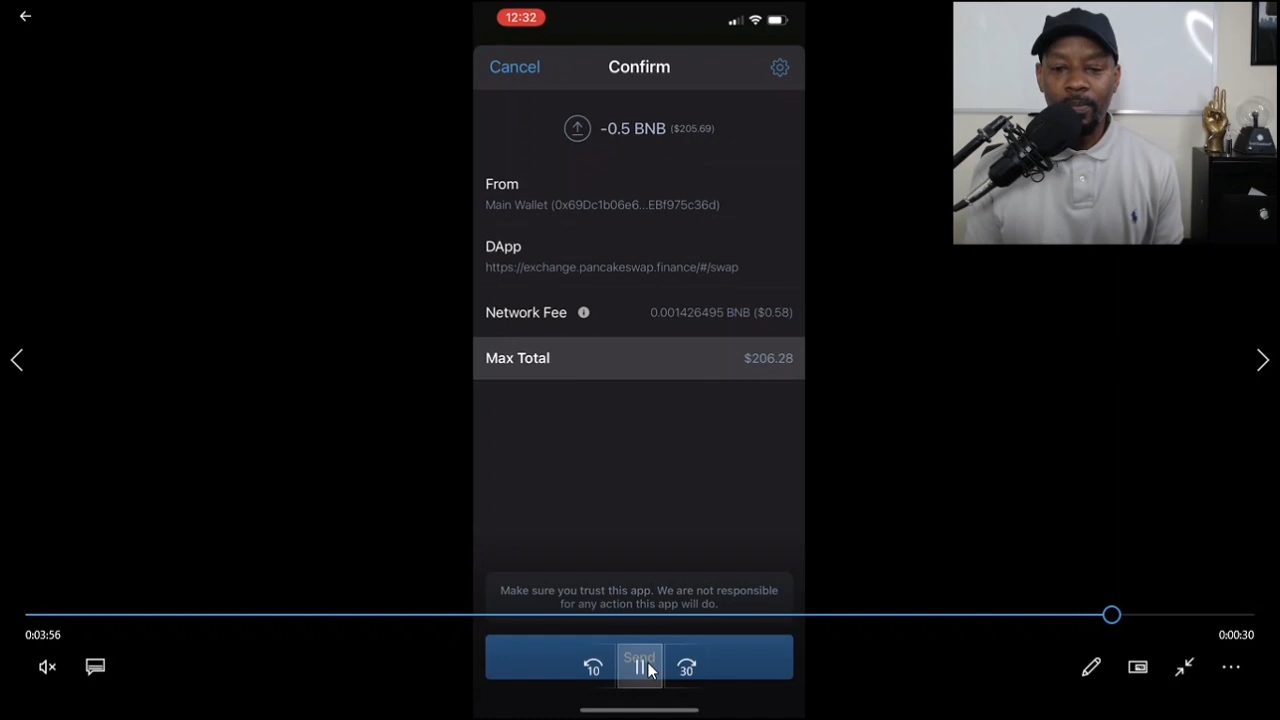 12:32
Cancel
Confirm
-0.5 BNB ($205.69)
From
Main Wallet (0x69Dc1b06e6...EBf975c36d)
DApp
https://exchange.pancakeswap.finance/#/swap
Network Fee
0.001426495 BNB ($0.58)
Max Total
$206.28
Make sure you trust this app. We are not responsible
for any action this app will do.
0:03:56
0:00:30
Send
10
30